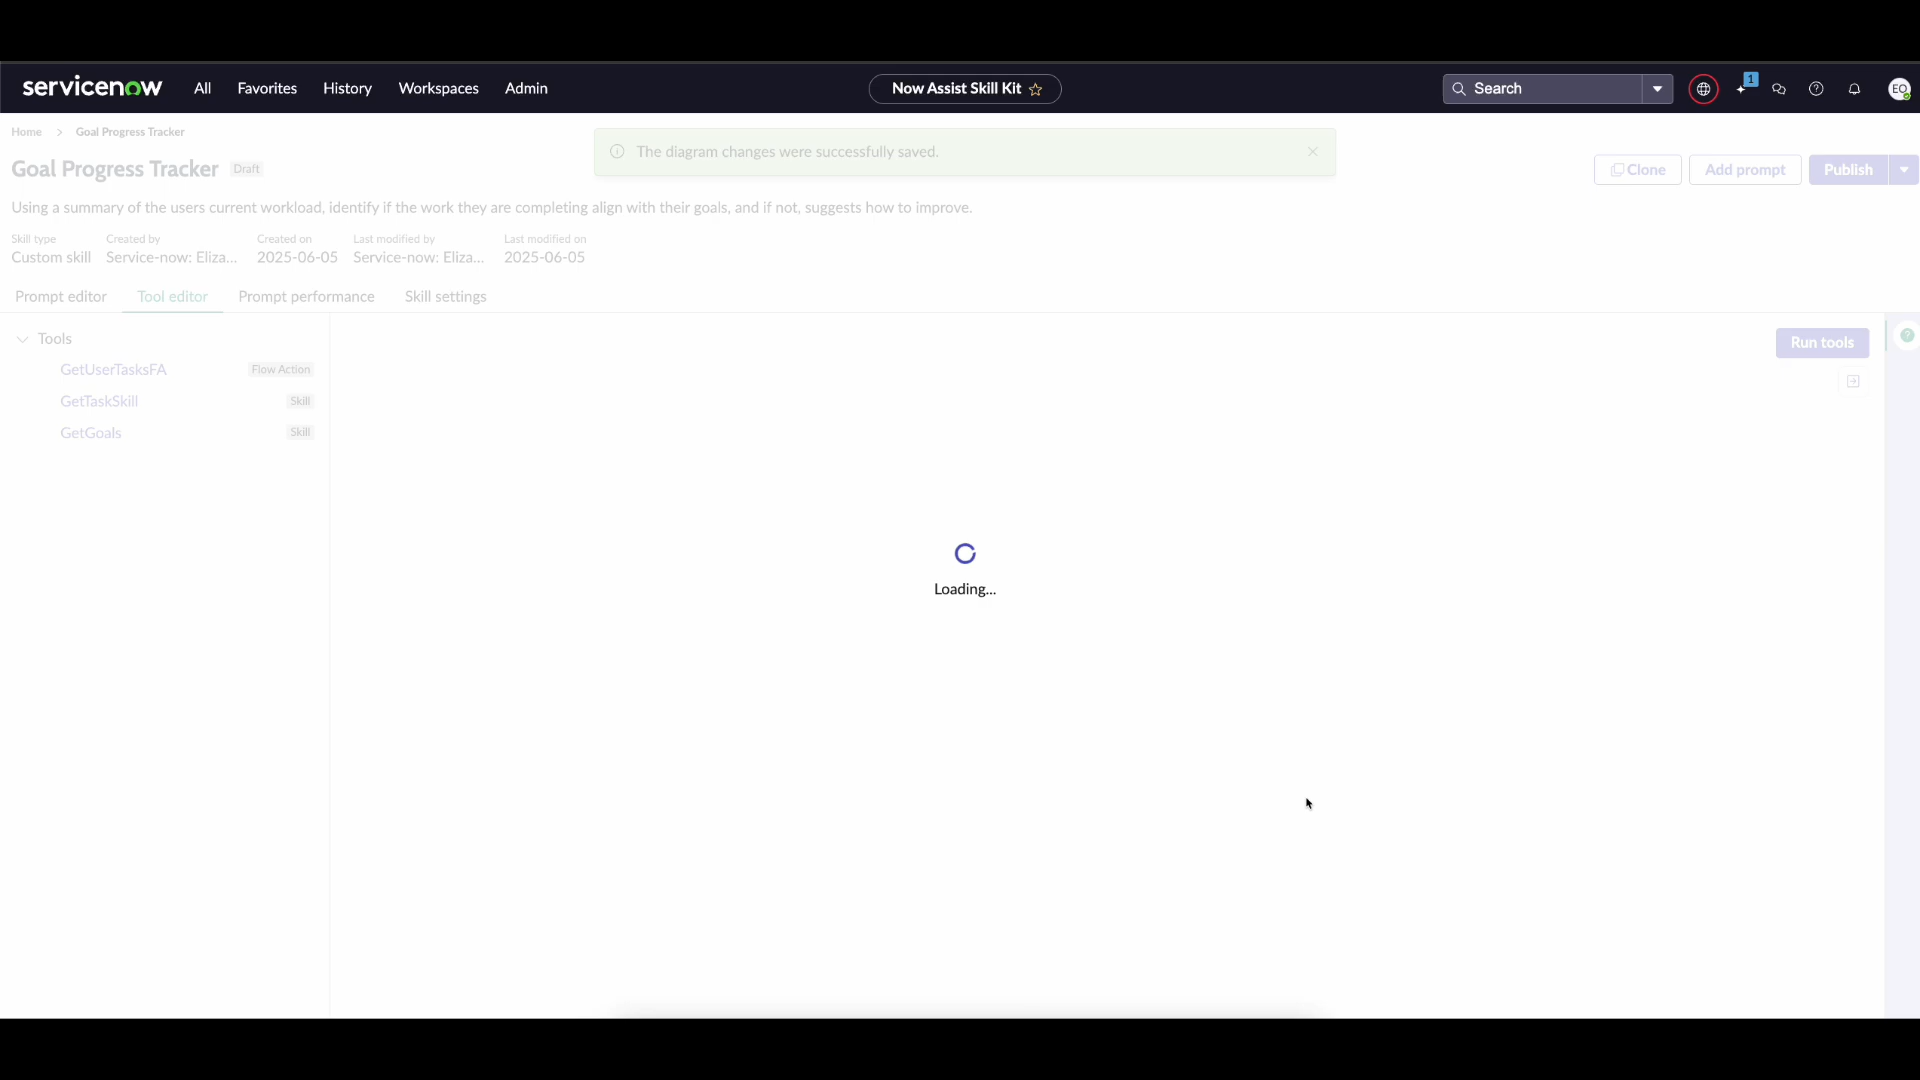 servicenow All Favorites History Workspaces Admin Now Assist Skill Kit Search 1 EO
Home > Goal Progress Tracker
The diagram changes were successfully saved.
Goal Progress Tracker Draft
Clone Add prompt Publish
Using a summary of the users current workload, identify if the work they are completing align with their goals, and if not, suggests how to improve.
Skill type Created by Created on Last modified by Last modified on
Custom skill Service-now: Eliza... 2025-06-05 Service-now: Eliza... 2025-06-05
Prompt editor Tool editor Prompt performance Skill settings
Tools
Run tools
GetUserTasksFA Flow Action
GetTaskSkill Skill
GetGoals Skill
Loading...